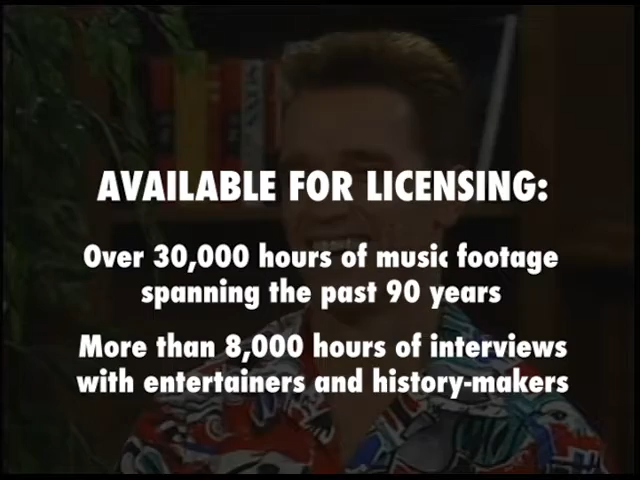 AVAILABLE FOR LICENSING:
Over 30,000 hours of music footage
spanning the past 90 years
More than 8,000 hours of interviews
with entertainers and history-makers